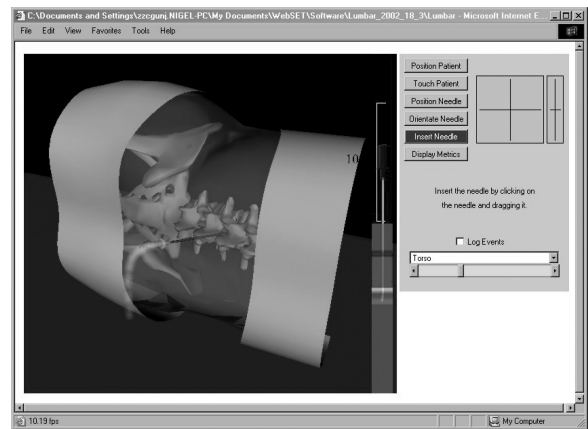 C:\Documents and Settings\zzcgunj.NIGEL-PC\My Documents\WebSET\Software\Lumbar_2002_18_3\Lumbar - Microsoft Internet E...
File Edit View Favorites Tools Help
Position Patient
Touch Patient
Position Needle
Orientate Needle
Insert Needle
Display Metrics
10
Insert the needle by clicking on
the needle and dragging it.
Log Events
Torso
10.19 fps
My Computer